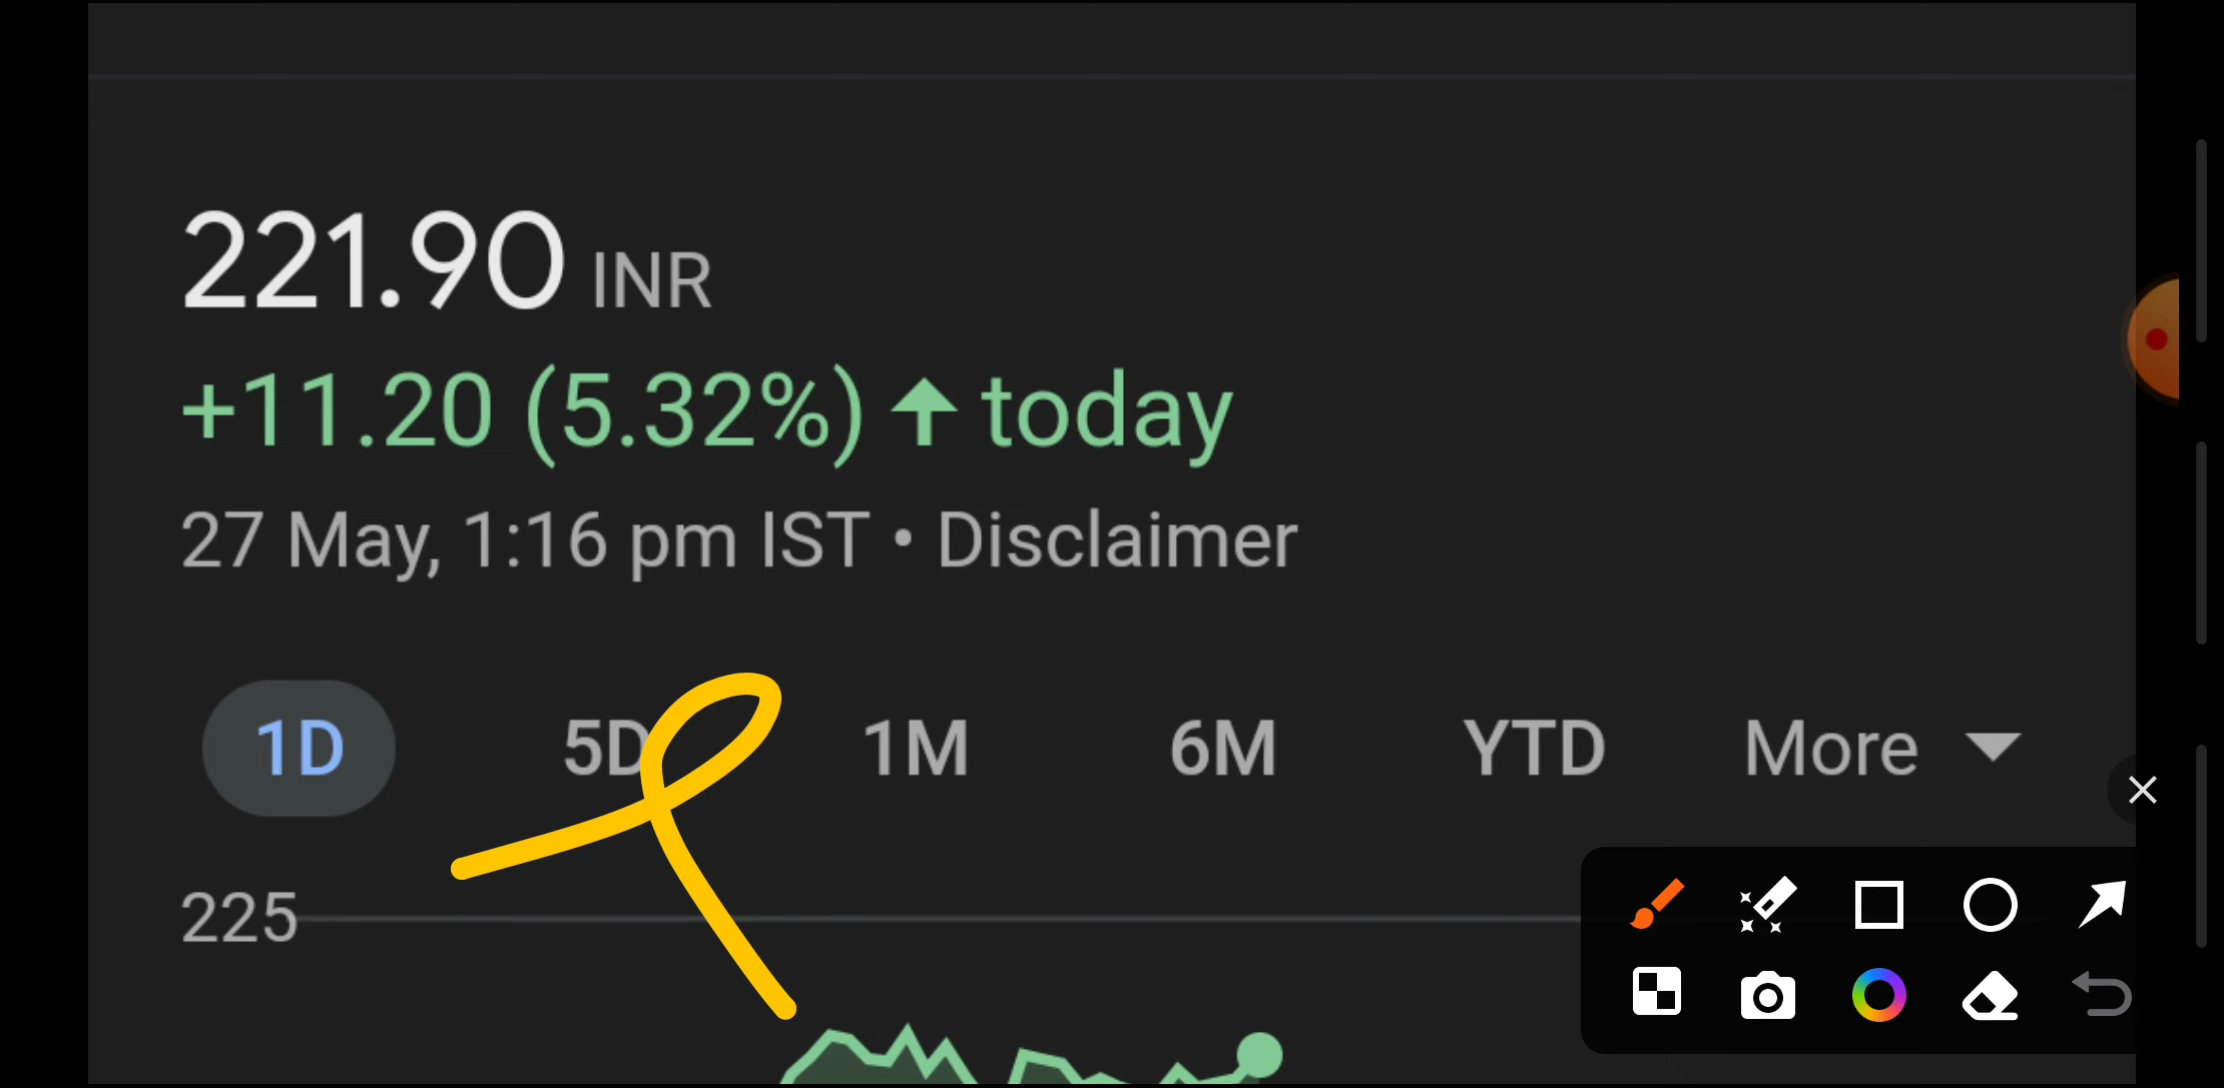 221.90 INR
+11.20 (5.32%) ↑ today
27 May, 1:16 pm IST • Disclaimer
1D 5D 1M 6M YTD More
225